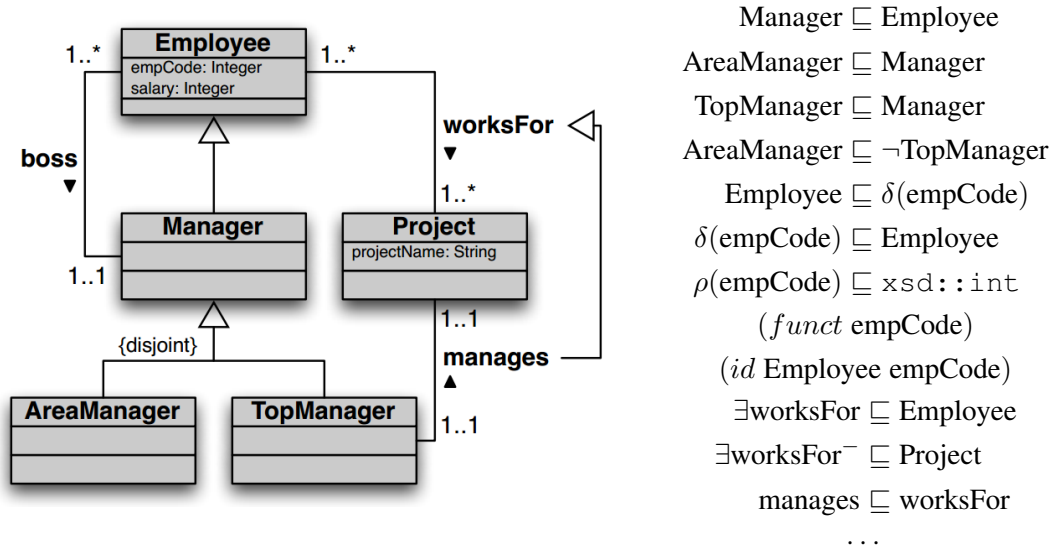 Employee
empCode: Integer
salary: Integer
1..*
1..*
boss
▼
worksFor
▼
1..*
Manager
Project
projectName: String
1..1
1..1
{disjoint}
manages
▲
AreaManager
TopManager
1..1
Manager ⊑ Employee
AreaManager ⊑ Manager
TopManager ⊑ Manager
AreaManager ⊑ ¬TopManager
Employee ⊑ δ(empCode)
δ(empCode) ⊑ Employee
ρ(empCode) ⊑ xsd::int
(funct empCode)
(id Employee empCode)
∃worksFor ⊑ Employee
∃worksFor⁻ ⊑ Project
manages ⊑ worksFor
...